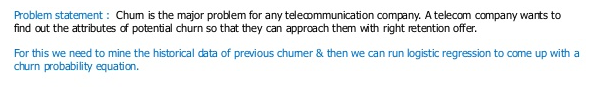 Problem statement : Churn is the major problem for any telecommunication company. A telecom company wants to
find out the attributes of potential churn so that they can approach them with right retention offer.
For this we need to mine the historical data of previous churner & then we can run logistic regression to come up with a
churn probability equation.